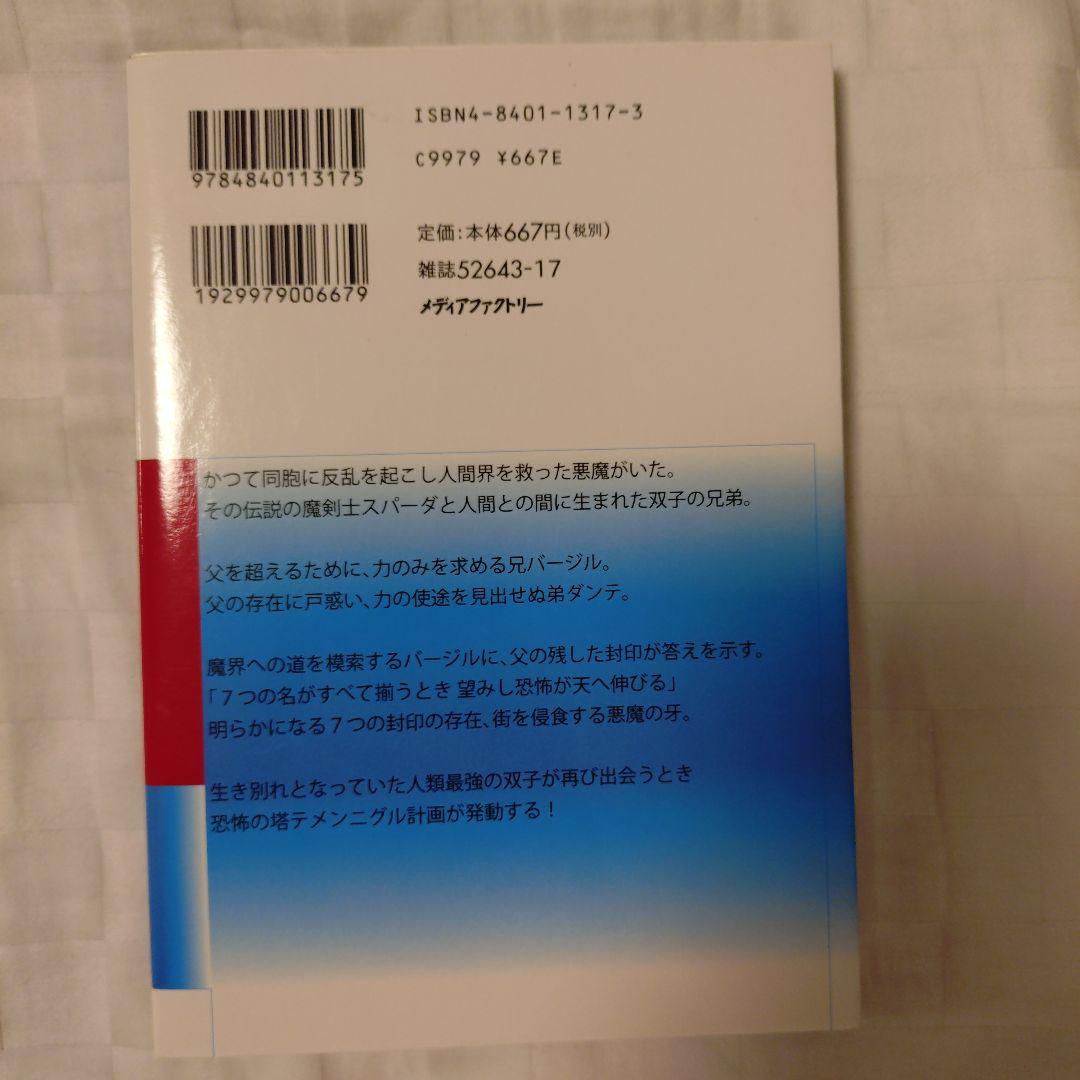 ISBN4-8401-1317-3
C9979 ¥667E
9784840113175
1929979006679
定価:本体667円(税別)
雑誌52643-17
メディアファクトリー
かつて同胞に反乱を起こし人間界を救った悪魔がいた。
その伝説の魔剣士スパーダと人間との間に生まれた双子の兄弟。
父を超えるために、力のみを求める兄バージル。
父の存在に戸惑い、力の使途を見出せぬ弟ダンテ。
魔界への道を模索するバージルに、父の残した封印が答えを示す。
「7つの名がすべて揃うとき 望みし恐怖が天へ伸びる」
明らかになる7つの封印の存在、街を侵食する悪魔の牙。
生き別れとなっていた人類最強の双子が再び出会うとき
恐怖の塔テメンニグル計画が発動する!